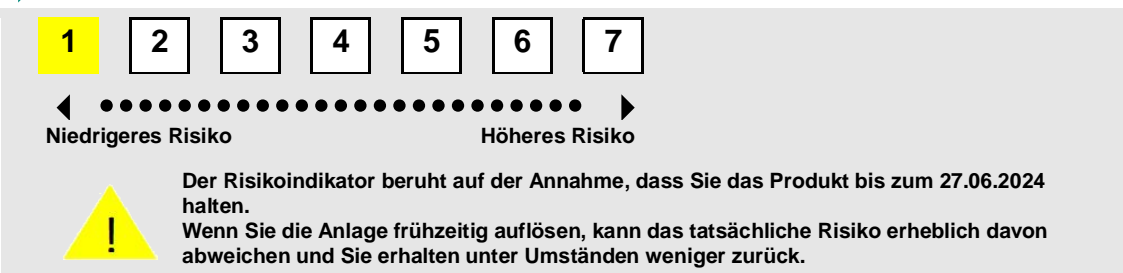 1 2 3 4 5 6 7
Niedrigeres Risiko Höheres Risiko
Der Risikoindikator beruht auf der Annahme, dass Sie das Produkt bis zum 27.06.2024
halten.
Wenn Sie die Anlage frühzeitig auflösen, kann das tatsächliche Risiko erheblich davon
abweichen und Sie erhalten unter Umständen weniger zurück.
!